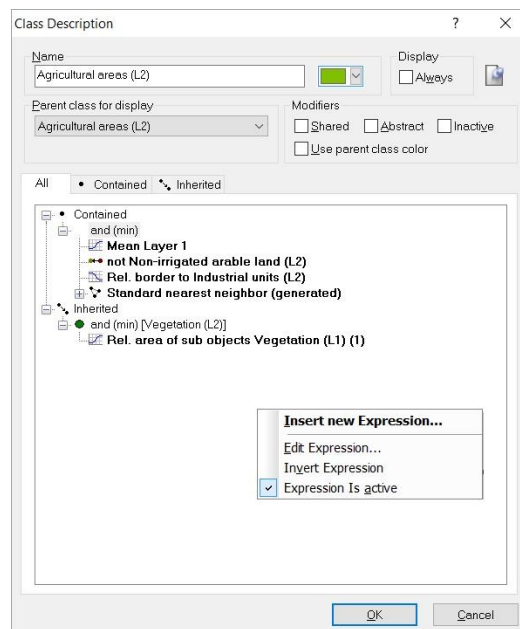 Class Description
?
Name
Agricultural areas (L2)
Display
Always
Parent class for display
Agricultural areas (L2)
Modifiers
Shared
Abstract
Inactive
Use parent class color
All
Contained
Inherited
Contained
and (min)
Mean Layer 1
not Non-irrigated arable land (L2)
Rel. border to Industrial units (L2)
Standard nearest neighbor (generated)
Inherited
and (min) [Vegetation (L2)]
Rel. area of sub objects Vegetation (L1) (1)
Insert new Expression...
Edit Expression...
Invert Expression
Expression Is active
OK
Cancel